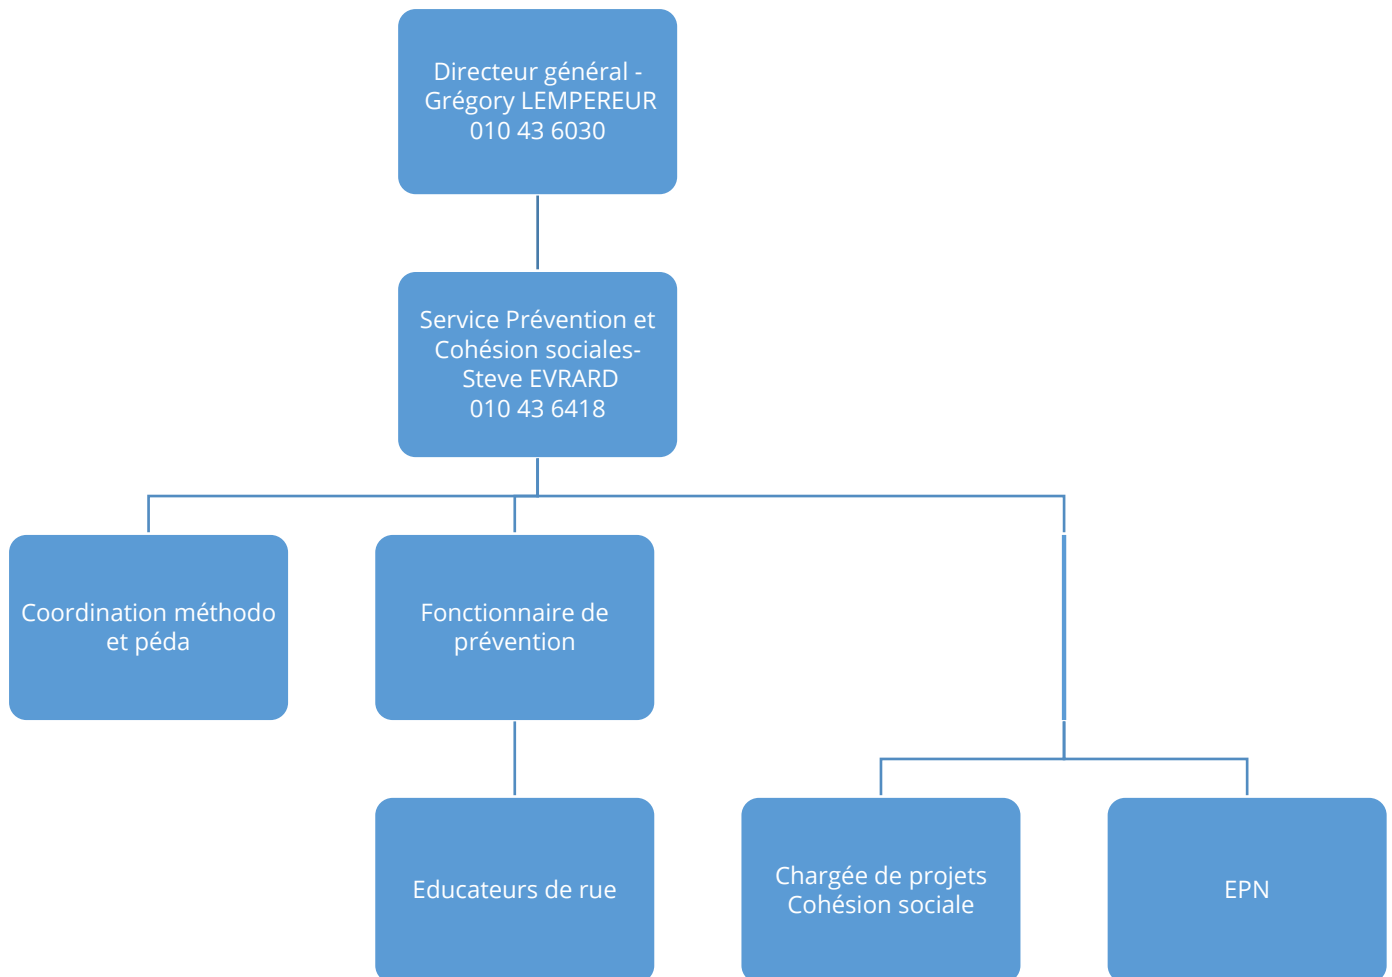 Directeur général -
Grégory LEMPEREUR
010 43 6030
Service Prévention et
Cohésion sociales-
Steve EVRARD
010 43 6418
Coordination méthodo
et péda
Fonctionnaire de
prévention
Educateurs de rue
Chargée de projets
Cohésion sociale
EPN